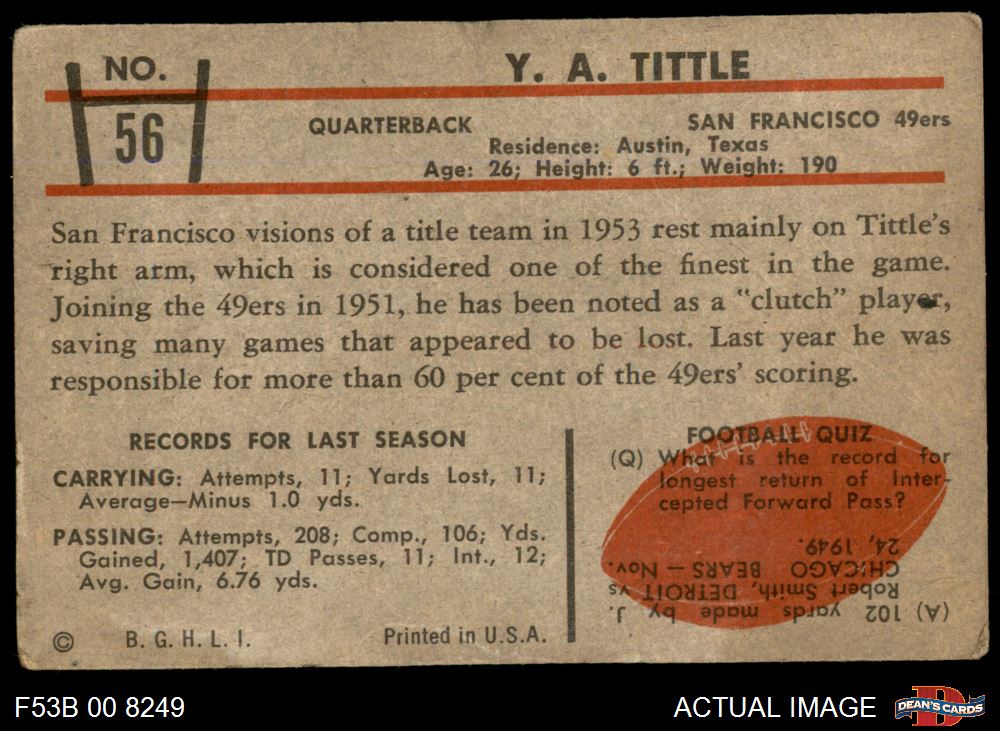 NO.
56
Y. A. TITTLE
QUARTERBACK
SAN FRANCISCO 49ers
Residence: Austin, Texas
Age: 26; Height: 6 ft.; Weight: 190
San Francisco visions of a title team in 1953 rest mainly on Tittle's
right arm, which is considered one of the finest in the game.
Joining the 49ers in 1951, he has been noted as a "clutch" player,
saving many games that appeared to be lost. Last year he was
responsible for more than 60 per cent of the 49ers' scoring.
RECORDS FOR LAST SEASON
CARRYING: Attempts, 11; Yards Lost, 11;
Average—Minus 1.0 yds.
PASSING: Attempts, 208; Comp., 106; Yds.
Gained, 1,407; TD Passes, 11; Int., 12;
Avg. Gain, 6.76 yds.
© B. G. H. L. I.
Printed in U.S.A.
FOOTBALL QUIZ
(Q) What is the record for
longest return of Inter-
cepted Forward Pass?
(A) 102 yards made by J.
Robert Smith, DETROIT vs
CHICAGO BEARS — Nov.
24, 1949.
F53B 00 8249
ACTUAL IMAGE
DEAN'S CARDS